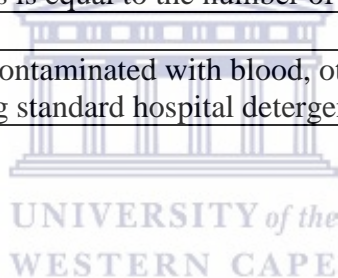 s is equal to the number of
ontaminated with blood, ot
g standard hospital deterge
UNIVERSITY of the
WESTERN CAPE